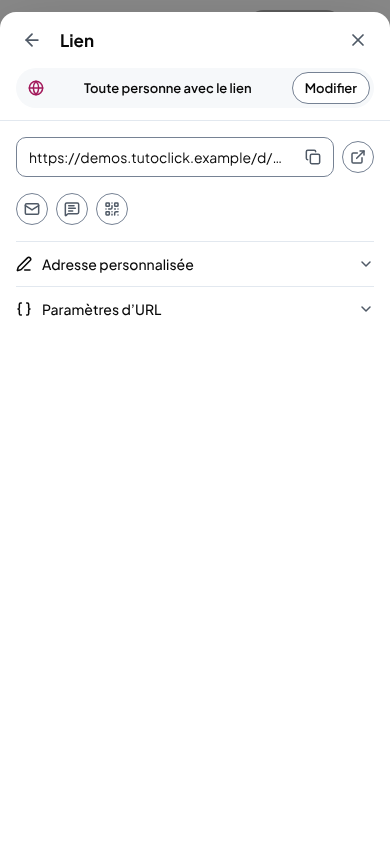 Lien
Toute personne avec le lien
Modifier
https://demos.tutoclick.example/d/...
Adresse personnalisée
Paramètres d'URL